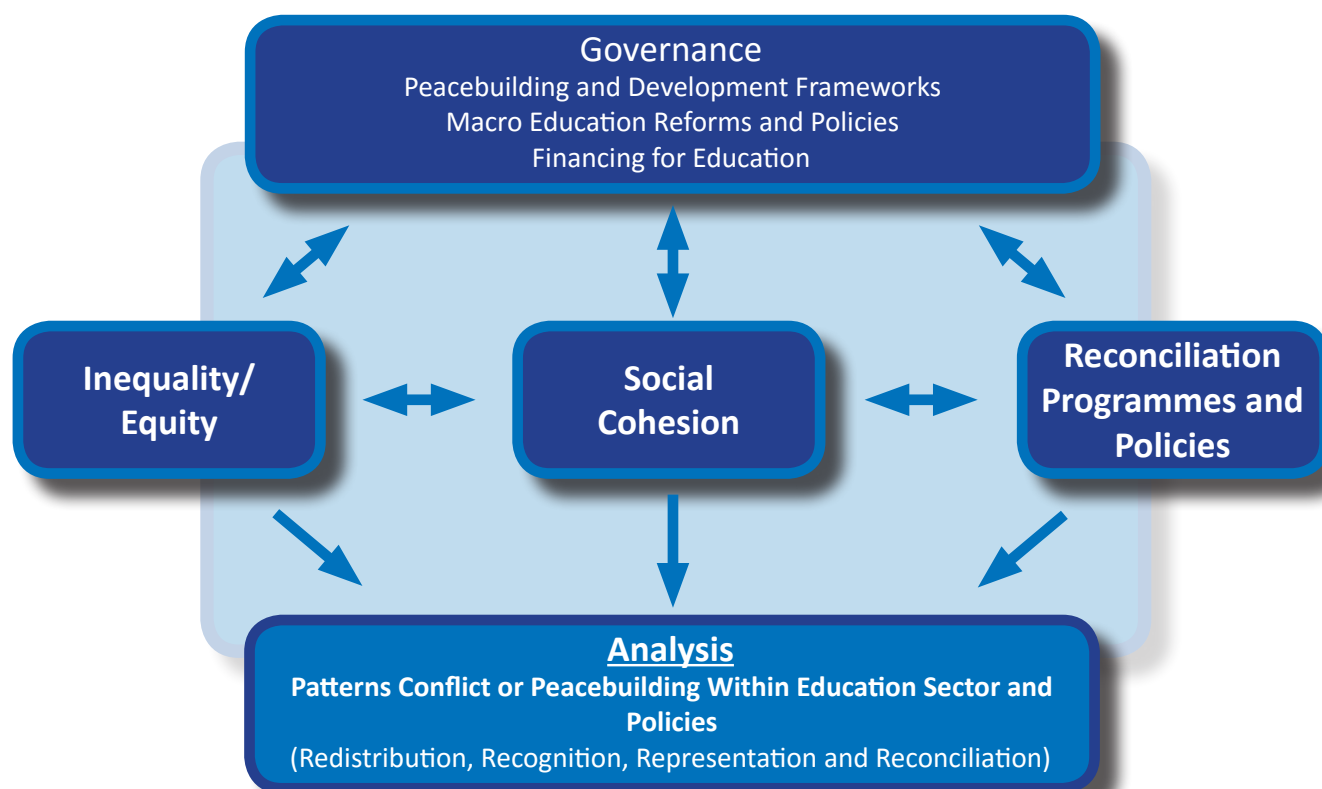 Governance
Peacebuilding and Development Frameworks
Macro Education Reforms and Policies
Financing for Education
Inequality/
Equity
Social
Cohesion
Reconciliation
Programmes and
Policies
Analysis
Patterns Conflict or Peacebuilding Within Education Sector and
Policies
(Redistribution, Recognition, Representation and Reconciliation)